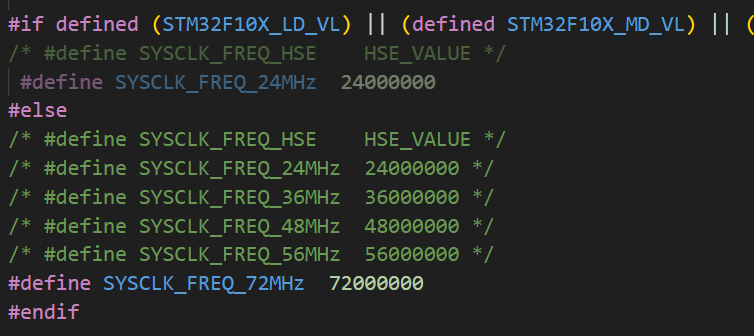 #if defined (STM32F10X_LD_VL) || (defined STM32F10X_MD_VL) || (
/* #define SYSCLK_FREQ_HSE    HSE_VALUE */
 #define SYSCLK_FREQ_24MHz  24000000
#else
/* #define SYSCLK_FREQ_HSE    HSE_VALUE */
/* #define SYSCLK_FREQ_24MHz  24000000 */
/* #define SYSCLK_FREQ_36MHz  36000000 */
/* #define SYSCLK_FREQ_48MHz  48000000 */
/* #define SYSCLK_FREQ_56MHz  56000000 */
#define SYSCLK_FREQ_72MHz  72000000
#endif